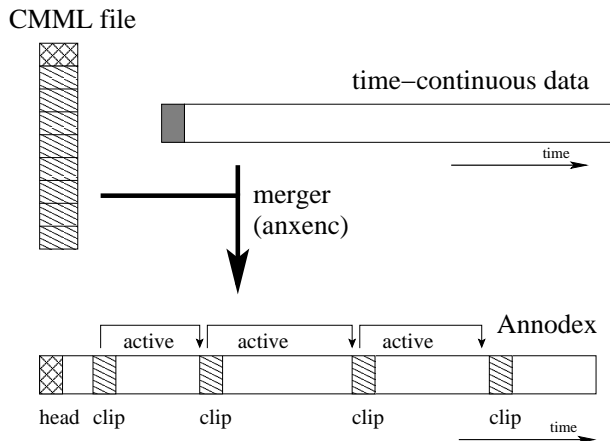 CMML file
time−continuous data
time
merger
(anxenc)
Annodex
active active active
head clip clip clip clip
time